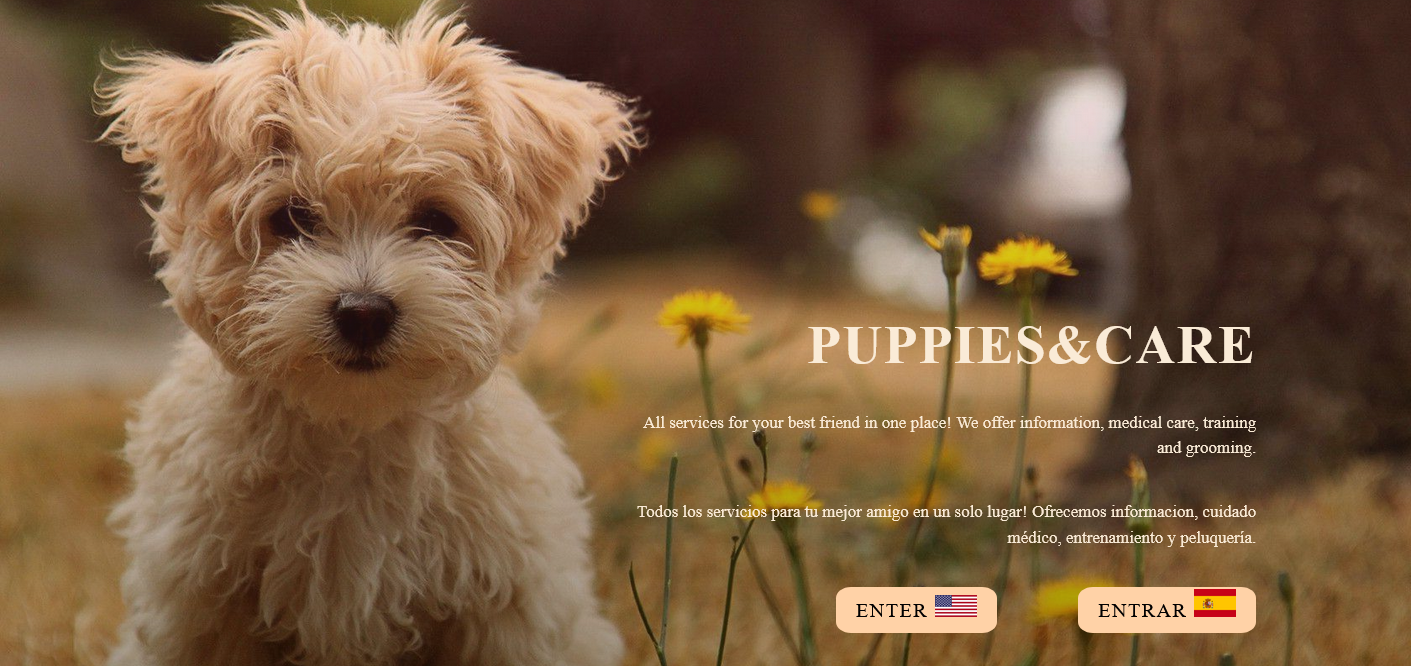 PUPPIES&CARE
All services for your best friend in one place! We offer information, medical care, training
and grooming.
Todos los servicios para tu mejor amigo en un solo lugar! Ofrecemos informacion, cuidado
médico, entrenamiento y peluquería.
ENTER
ENTRAR